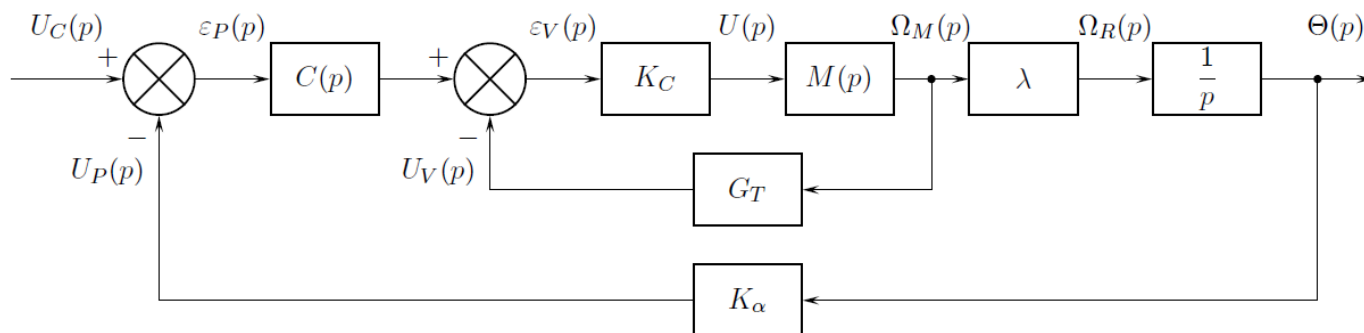 U_C(p) + ε_P(p) C(p) + ε_V(p) K_C U(p) M(p) Ω_M(p) λ Ω_R(p) 1/p Θ(p)
− U_P(p) − U_V(p) G_T
K_α